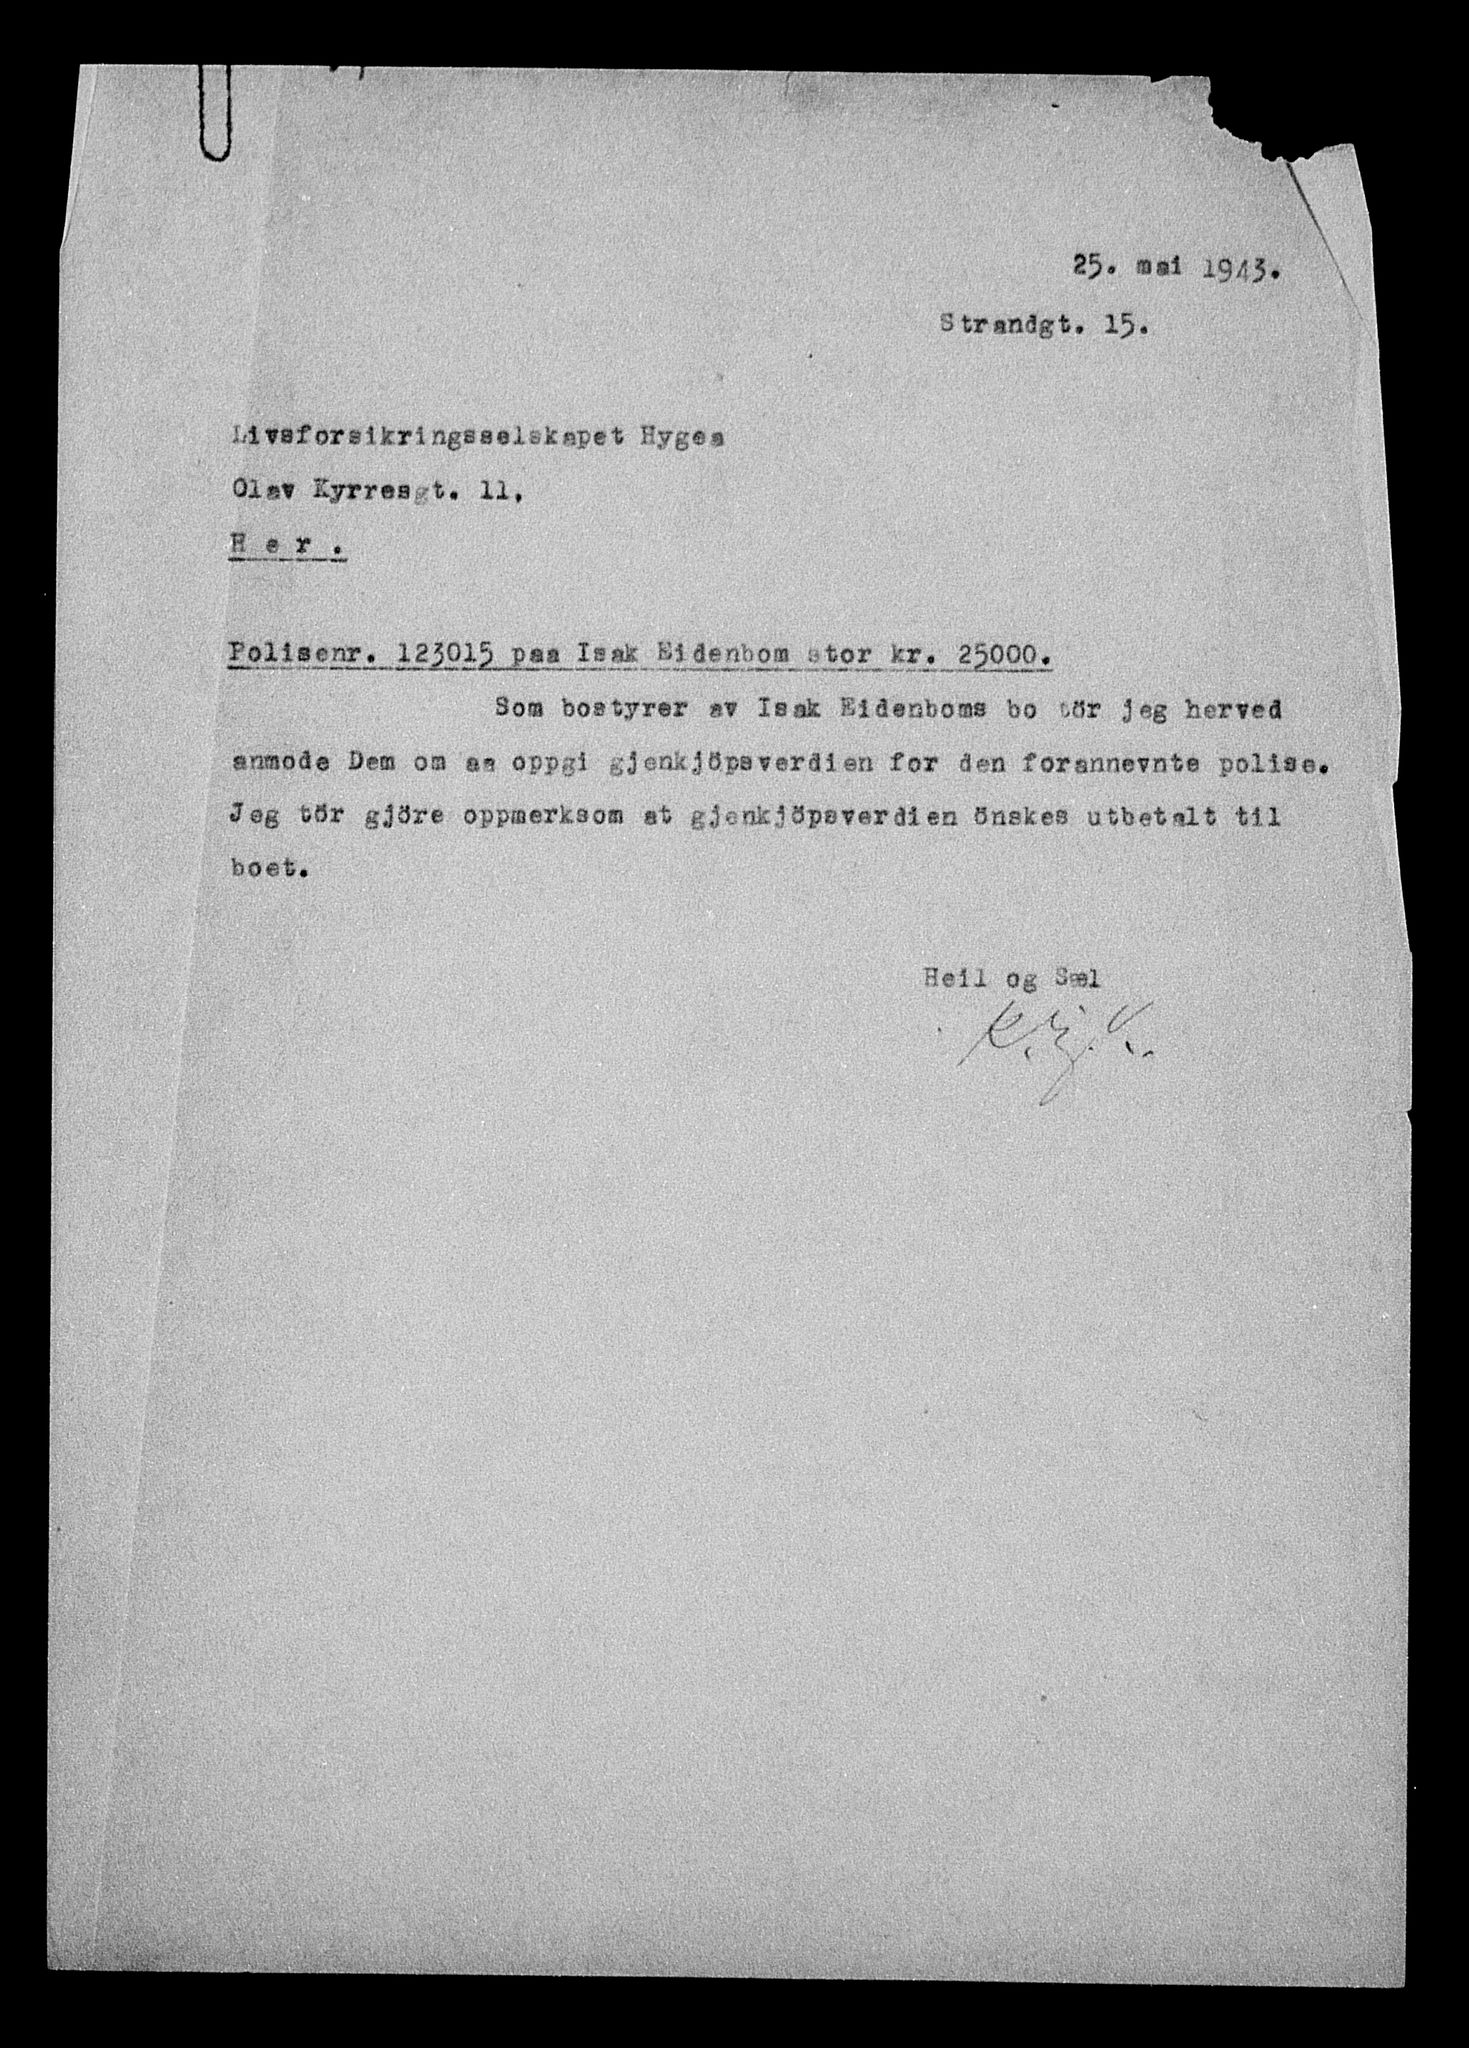 25. mai 1943.
Strandgt. 15.
Livsforsikringsselskapet Hygea
Olav Kyrresgt. 11.
H e r .
Polisenr. 123015 paa Isak Eidenbom stor kr. 25000.
Som bostyrer av Isak Eidenboms bo tör jeg herved
anmode Dem om aa oppgi gjenkjöpsverdien for den forannevnte polise.
Jeg tör gjöre oppmerksom at gjenkjöpsverdien önskes utbetalt til
boet.
Heil og Sæl